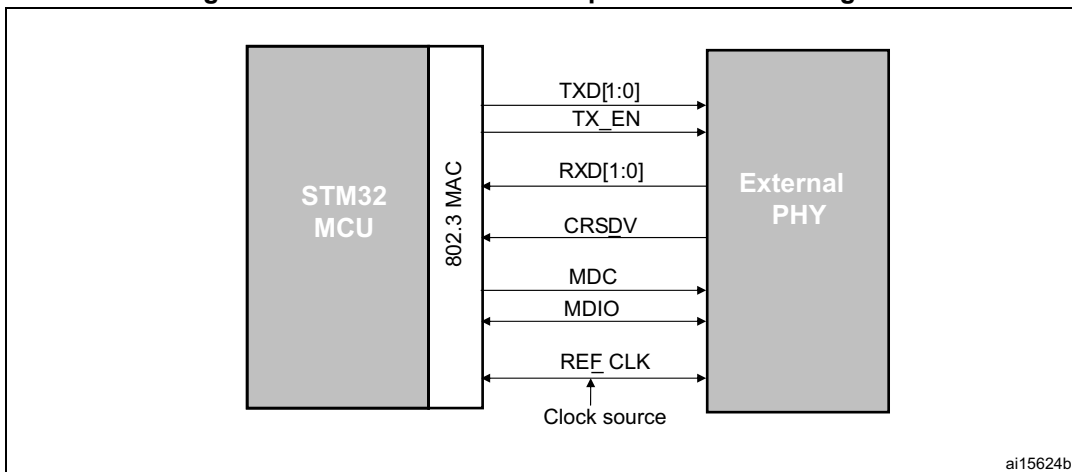 STM32
MCU
802.3 MAC
TXD[1:0]
TX_EN
RXD[1:0]
CRSDV
MDC
MDIO
REF_CLK
Clock source
External
PHY
ai15624b